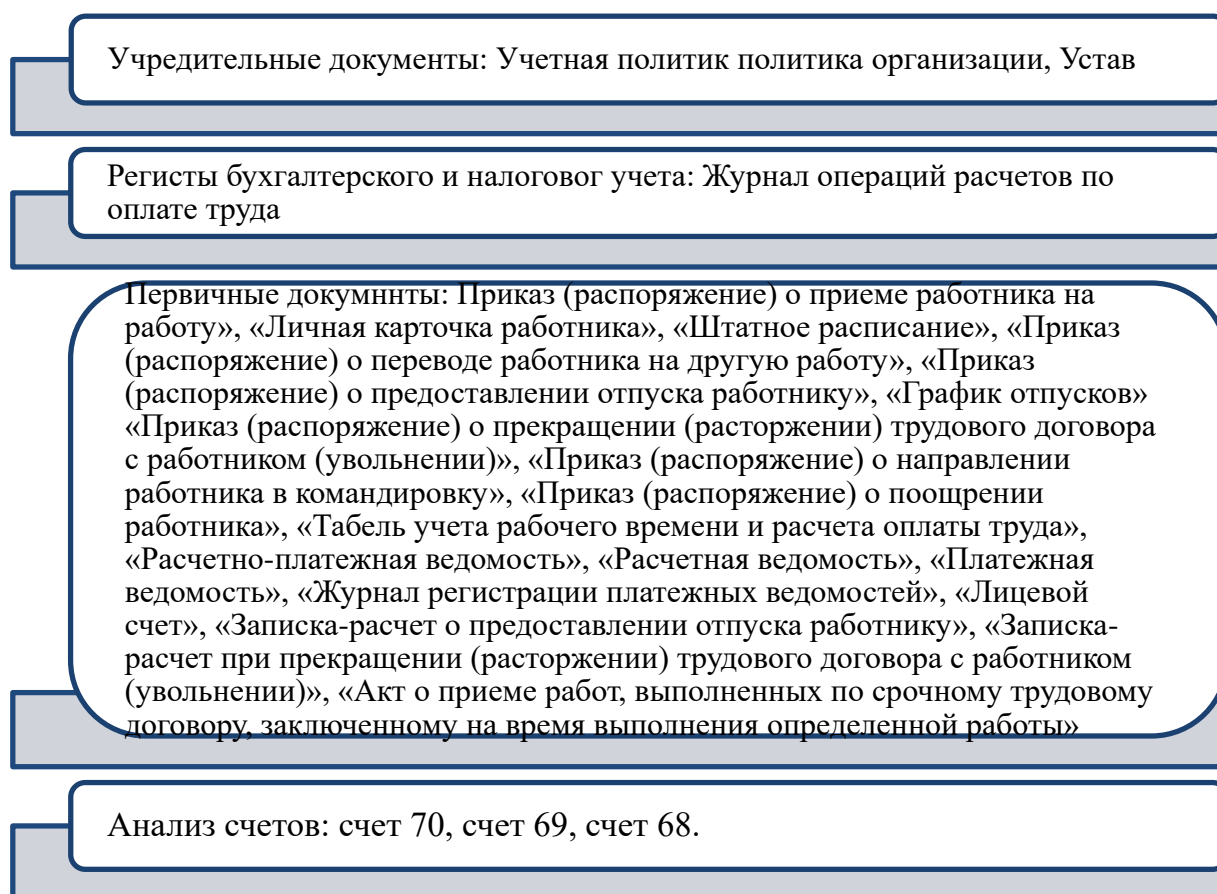 Учредительные документы: Учетная политик политика организации, Устав
Регисты бухгалтерского и налоговог учета: Журнал операций расчетов по
оплате труда
Первичные докумннты: Приказ (распоряжение) о приеме работника на
работу», «Личная карточка работника», «Штатное расписание», «Приказ
(распоряжение) о переводе работника на другую работу», «Приказ
(распоряжение) о предоставлении отпуска работнику», «График отпусков»
«Приказ (распоряжение) о прекращении (расторжении) трудового договора
с работником (увольнении)», «Приказ (распоряжение) о направлении
работника в командировку», «Приказ (распоряжение) о поощрении
работника», «Табель учета рабочего времени и расчета оплаты труда»,
«Расчетно-платежная ведомость», «Расчетная ведомость», «Платежная
ведомость», «Журнал регистрации платежных ведомостей», «Лицевой
счет», «Записка-расчет о предоставлении отпуска работнику», «Записка-
расчет при прекращении (расторжении) трудового договора с работником
(увольнении)», «Акт о приеме работ, выполненных по срочному трудовому
договору, заключенному на время выполнения определенной работы»
Анализ счетов: счет 70, счет 69, счет 68.